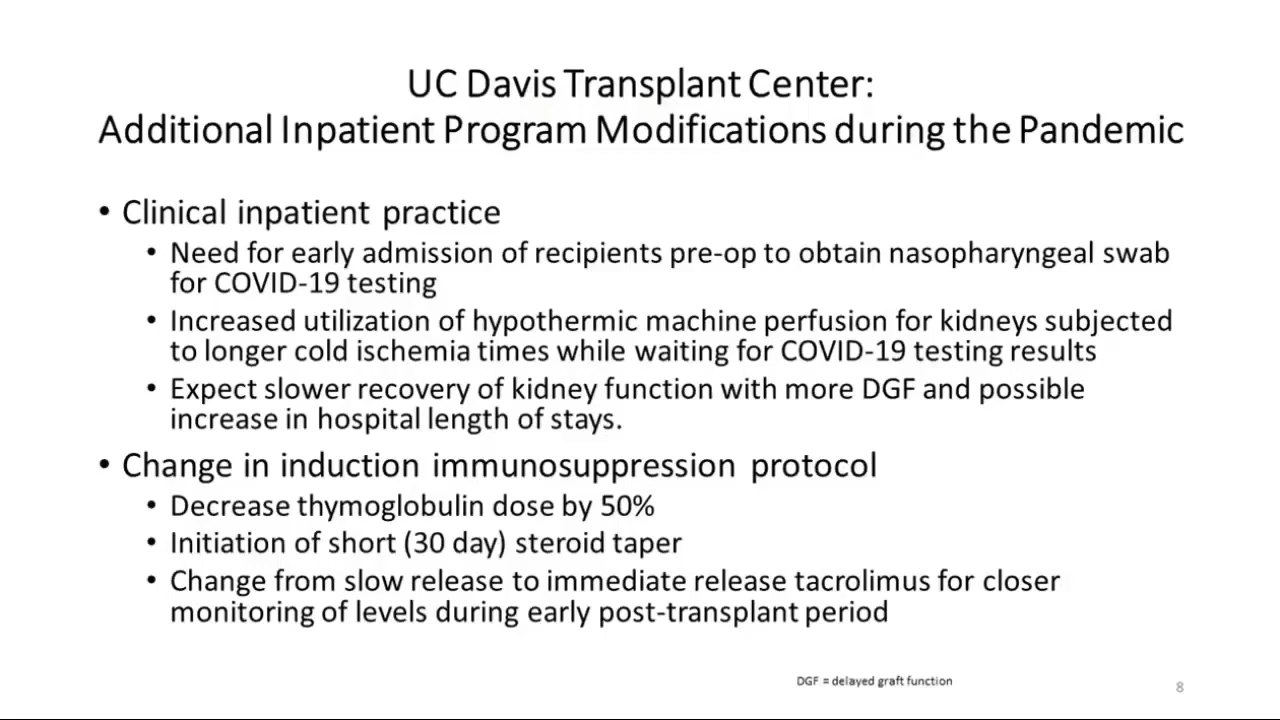 UC Davis Transplant Center:
Additional Inpatient Program Modifications during the Pandemic
• Clinical inpatient practice
• Need for early admission of recipients pre-op to obtain nasopharyngeal swab
for COVID-19 testing
• Increased utilization of hypothermic machine perfusion for kidneys subjected
to longer cold ischemia times while waiting for COVID-19 testing results
• Expect slower recovery of kidney function with more DGF and possible
increase in hospital length of stays.
• Change in induction immunosuppression protocol
• Decrease thymoglobulin dose by 50%
• Initiation of short (30 day) steroid taper
• Change from slow release to immediate release tacrolimus for closer
monitoring of levels during early post-transplant period
DGF = delayed graft function
8